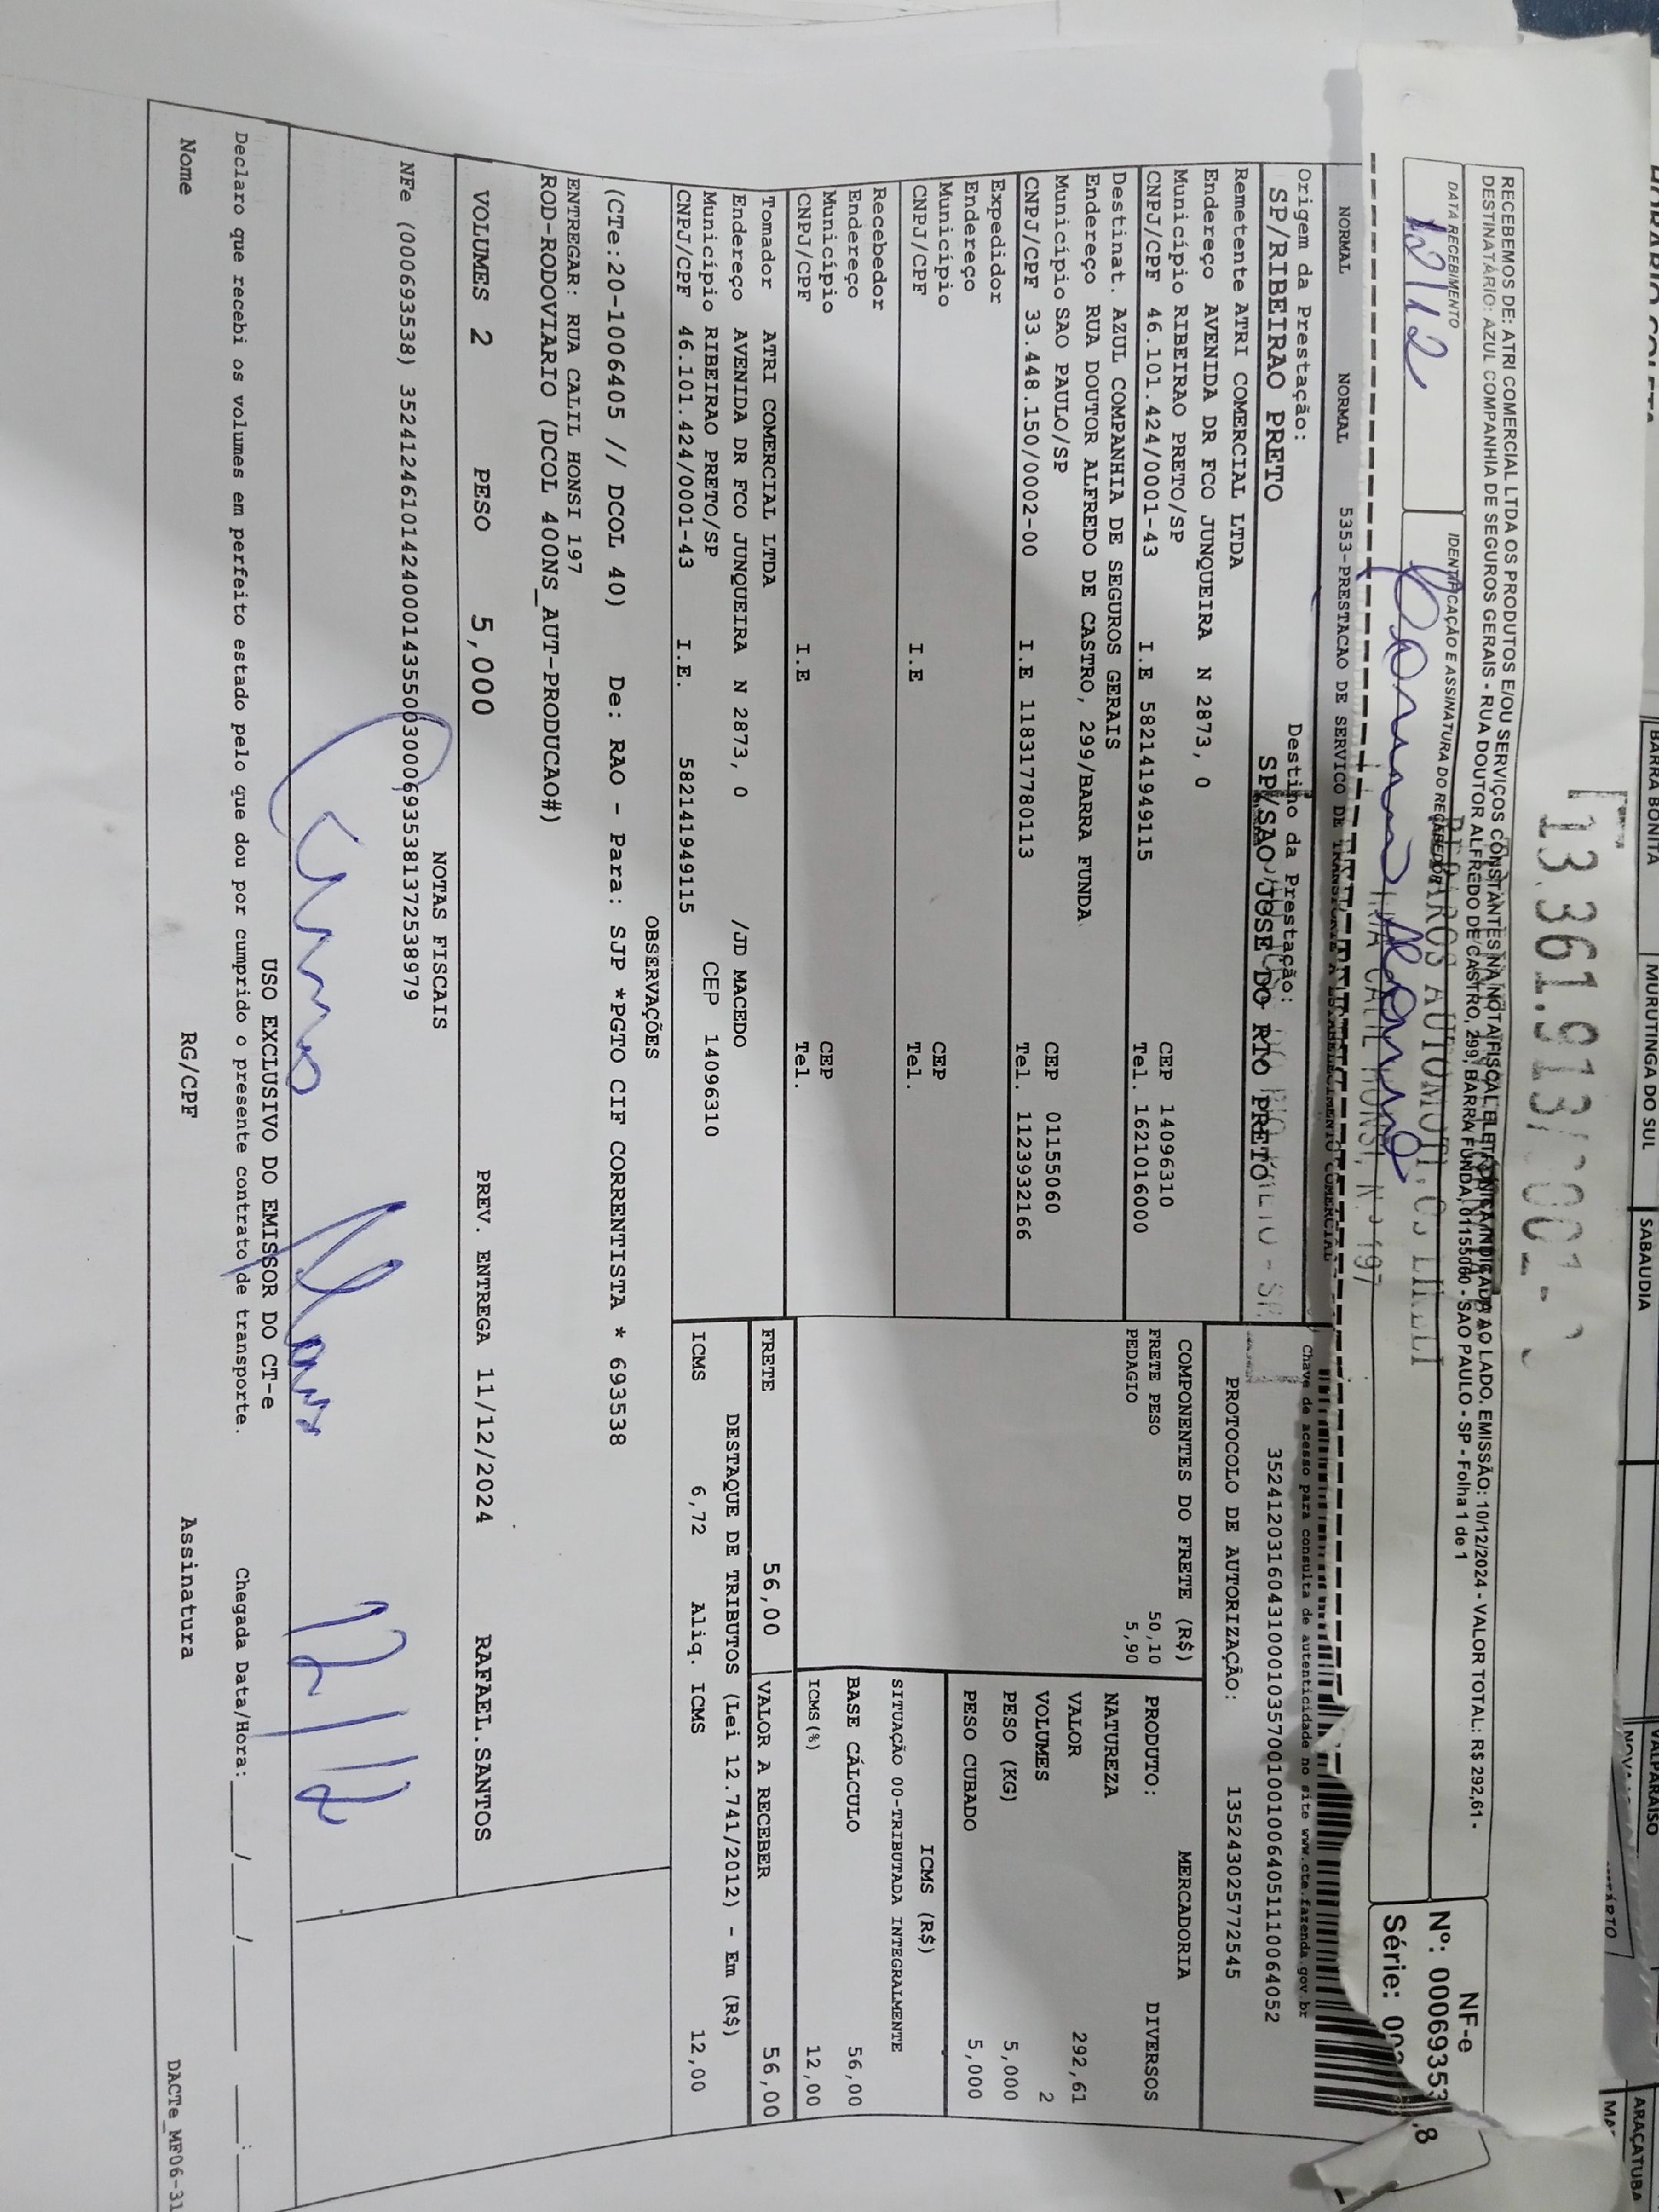 BARRA BONITA
MURUTINGA DO SUL
SABAUDIA
VALPARAISO
ARAÇATUBA
RECEBEMOS DE: ATRI COMERCIAL LTDA OS PRODUTOS E/OU SERVIÇOS CONSTANTES NA NOTA FISCAL ELETRÔNICA INDICADA AO LADO. EMISSÃO: 10/12/2024 - VALOR TOTAL: R$ 292,61 -
DESTINATÁRIO: AZUL COMPANHIA DE SEGUROS GERAIS - RUA DOUTOR ALFREDO DE CASTRO, 299, BARRA FUNDA, 01155060 - SAO PAULO - SP - Folha 1 de 1
DATA RECEBIMENTO
12/12
IDENTIFICAÇÃO E ASSINATURA DO RECEBEDOR
NF-e
Nº: 00069353
8
Série:
NORMAL NORMAL 5353-PRESTACAO DE SERVICO DE TRANSPORTE A ESTABELECIMENTO COMERCIAL
Chave de acesso para consulta de autenticidade no site www.cte.fazenda.gov.br
Origem da Prestação: Destino da Prestação:
SP/RIBEIRAO PRETO SP/SAO JOSE DO RIO PRETO
35241203160431000103570010010064051110064052
PROTOCOLO DE AUTORIZAÇÃO: 135243025772545
Remetente ATRI COMERCIAL LTDA
Endereço AVENIDA DR FCO JUNQUEIRA N 2873, 0
Município RIBEIRAO PRETO/SP CEP 14096310
CNPJ/CPF 46.101.424/0001-43 I.E 582141949115 Tel. 1621016000
Destinat. AZUL COMPANHIA DE SEGUROS GERAIS
Endereço RUA DOUTOR ALFREDO DE CASTRO, 299/BARRA FUNDA
Município SAO PAULO/SP CEP 01155060
CNPJ/CPF 33.448.150/0002-00 I.E 118317780113 Tel. 1123932166
Expedidor
Endereço
Município CEP
CNPJ/CPF I.E Tel.
Recebedor
Endereço
Município CEP
CNPJ/CPF I.E Tel.
Tomador ATRI COMERCIAL LTDA
Endereço AVENIDA DR FCO JUNQUEIRA N 2873, 0 /JD MACEDO
Município RIBEIRAO PRETO/SP CEP 14096310
CNPJ/CPF 46.101.424/0001-43 I.E. 582141949115
COMPONENTES DO FRETE (R$)
FRETE PESO 50,10
PEDAGIO 5,90
MERCADORIA
PRODUTO: DIVERSOS
NATUREZA
VALOR 292,61
VOLUMES 2
PESO (KG) 5,000
PESO CUBADO 5,000
ICMS (R$)
SITUAÇÃO 00-TRIBUTADA INTEGRALMENTE
BASE CÁLCULO 56,00
ICMS(%) 12,00
FRETE 56,00 VALOR A RECEBER 56,00
DESTAQUE DE TRIBUTOS (Lei 12.741/2012) - Em (R$)
ICMS 6,72 Aliq. ICMS 12,00
OBSERVAÇÕES
(CTe:20-1006405 // DCOL 40) De: RAO - Para: SJP *PGTO CIF CORRENTISTA * 693538
ENTREGAR: RUA CALIL HONSI 197
ROD-RODOVIARIO (DCOL 400NS_AUT-PRODUCAO#)
VOLUMES 2 PESO 5,000 PREV. ENTREGA 11/12/2024 RAFAEL.SANTOS
NOTAS FISCAIS
NFe (000693538) 35241246101424000143550030006935381372538979
12/12
USO EXCLUSIVO DO EMISSOR DO CT-e
Declaro que recebi os volumes em perfeito estado pelo que dou por cumprido o presente contrato de transporte. Chegada Data/Hora:____/____/____ __:__
Nome RG/CPF Assinatura
DACTe_MF06-31